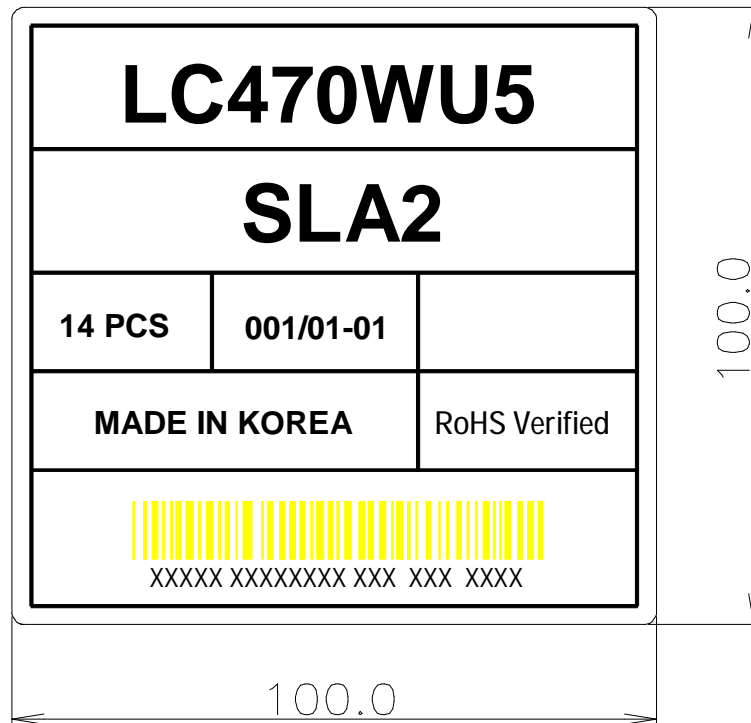 LC470WU5
SLA2
14 PCS
001/01-01
MADE IN KOREA
RoHS Verified
XXXXX XXXXXXXX XXX XXX XXXX
100.0
100.0